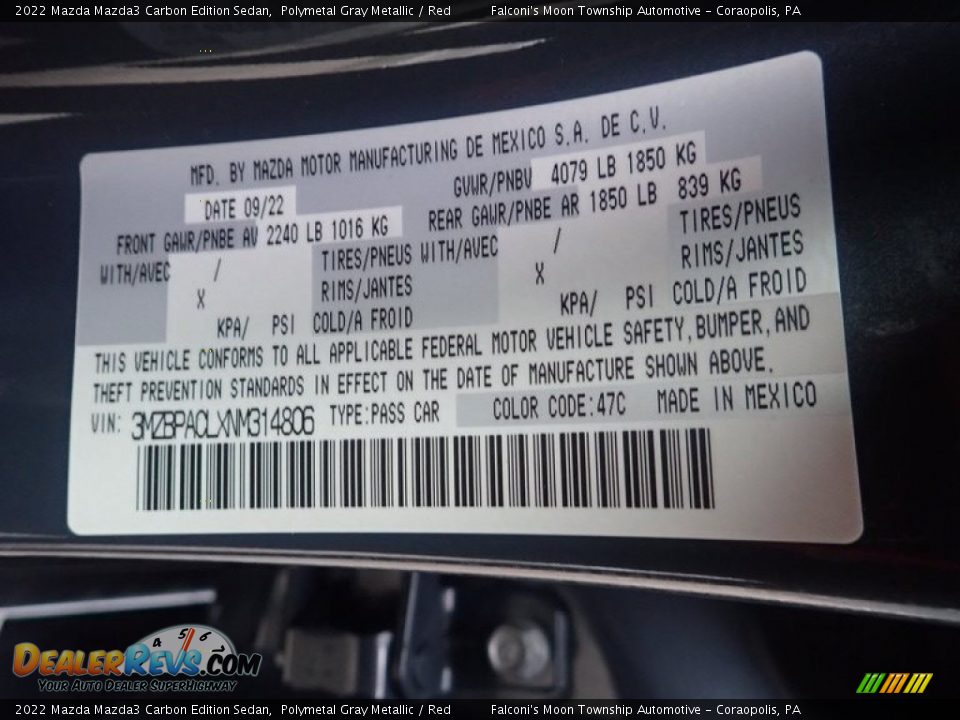 2022 Mazda Mazda3 Carbon Edition Sedan, Polymetal Gray Metallic / Red Falconi's Moon Township Automotive - Coraopolis, PA
MFD. BY MAZDA MOTOR MANUFACTURING DE MEXICO S.A. DE C.V.
DATE 09/22 GVWR/PNBV 4079 LB 1850 KG
FRONT GAWR/PNBE AV 2240 LB 1016 KG REAR GAWR/PNBE AR 1850 LB 839 KG
WITH/AVEC / TIRES/PNEUS WITH/AVEC / TIRES/PNEUS
X RIMS/JANTES X RIMS/JANTES
KPA/ PSI COLD/A FROID KPA/ PSI COLD/A FROID
THIS VEHICLE CONFORMS TO ALL APPLICABLE FEDERAL MOTOR VEHICLE SAFETY, BUMPER, AND
THEFT PREVENTION STANDARDS IN EFFECT ON THE DATE OF MANUFACTURE SHOWN ABOVE.
VIN: 3MZBPACLXNM314806 TYPE:PASS CAR COLOR CODE:47C MADE IN MEXICO
4 5 6
DEALERREVS.COM
Your Auto Dealer SuperHighway
2022 Mazda Mazda3 Carbon Edition Sedan, Polymetal Gray Metallic / Red Falconi's Moon Township Automotive - Coraopolis, PA